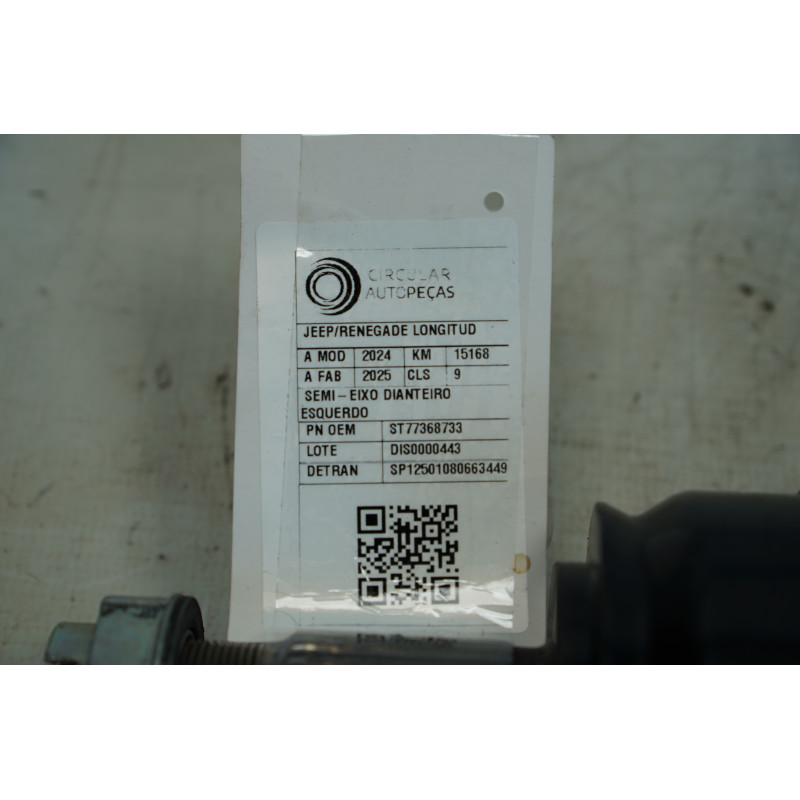 CIRCULAR
AUTOPEÇAS
JEEP/RENEGADE LONGITUD
A MOD 2024 KM 15168
A FAB 2025 CLS 9
SEMI-EIXO DIANTEIRO
ESQUERDO
PN OEM ST77368733
LOTE DIS0000443
DETRAN SP12501080663449